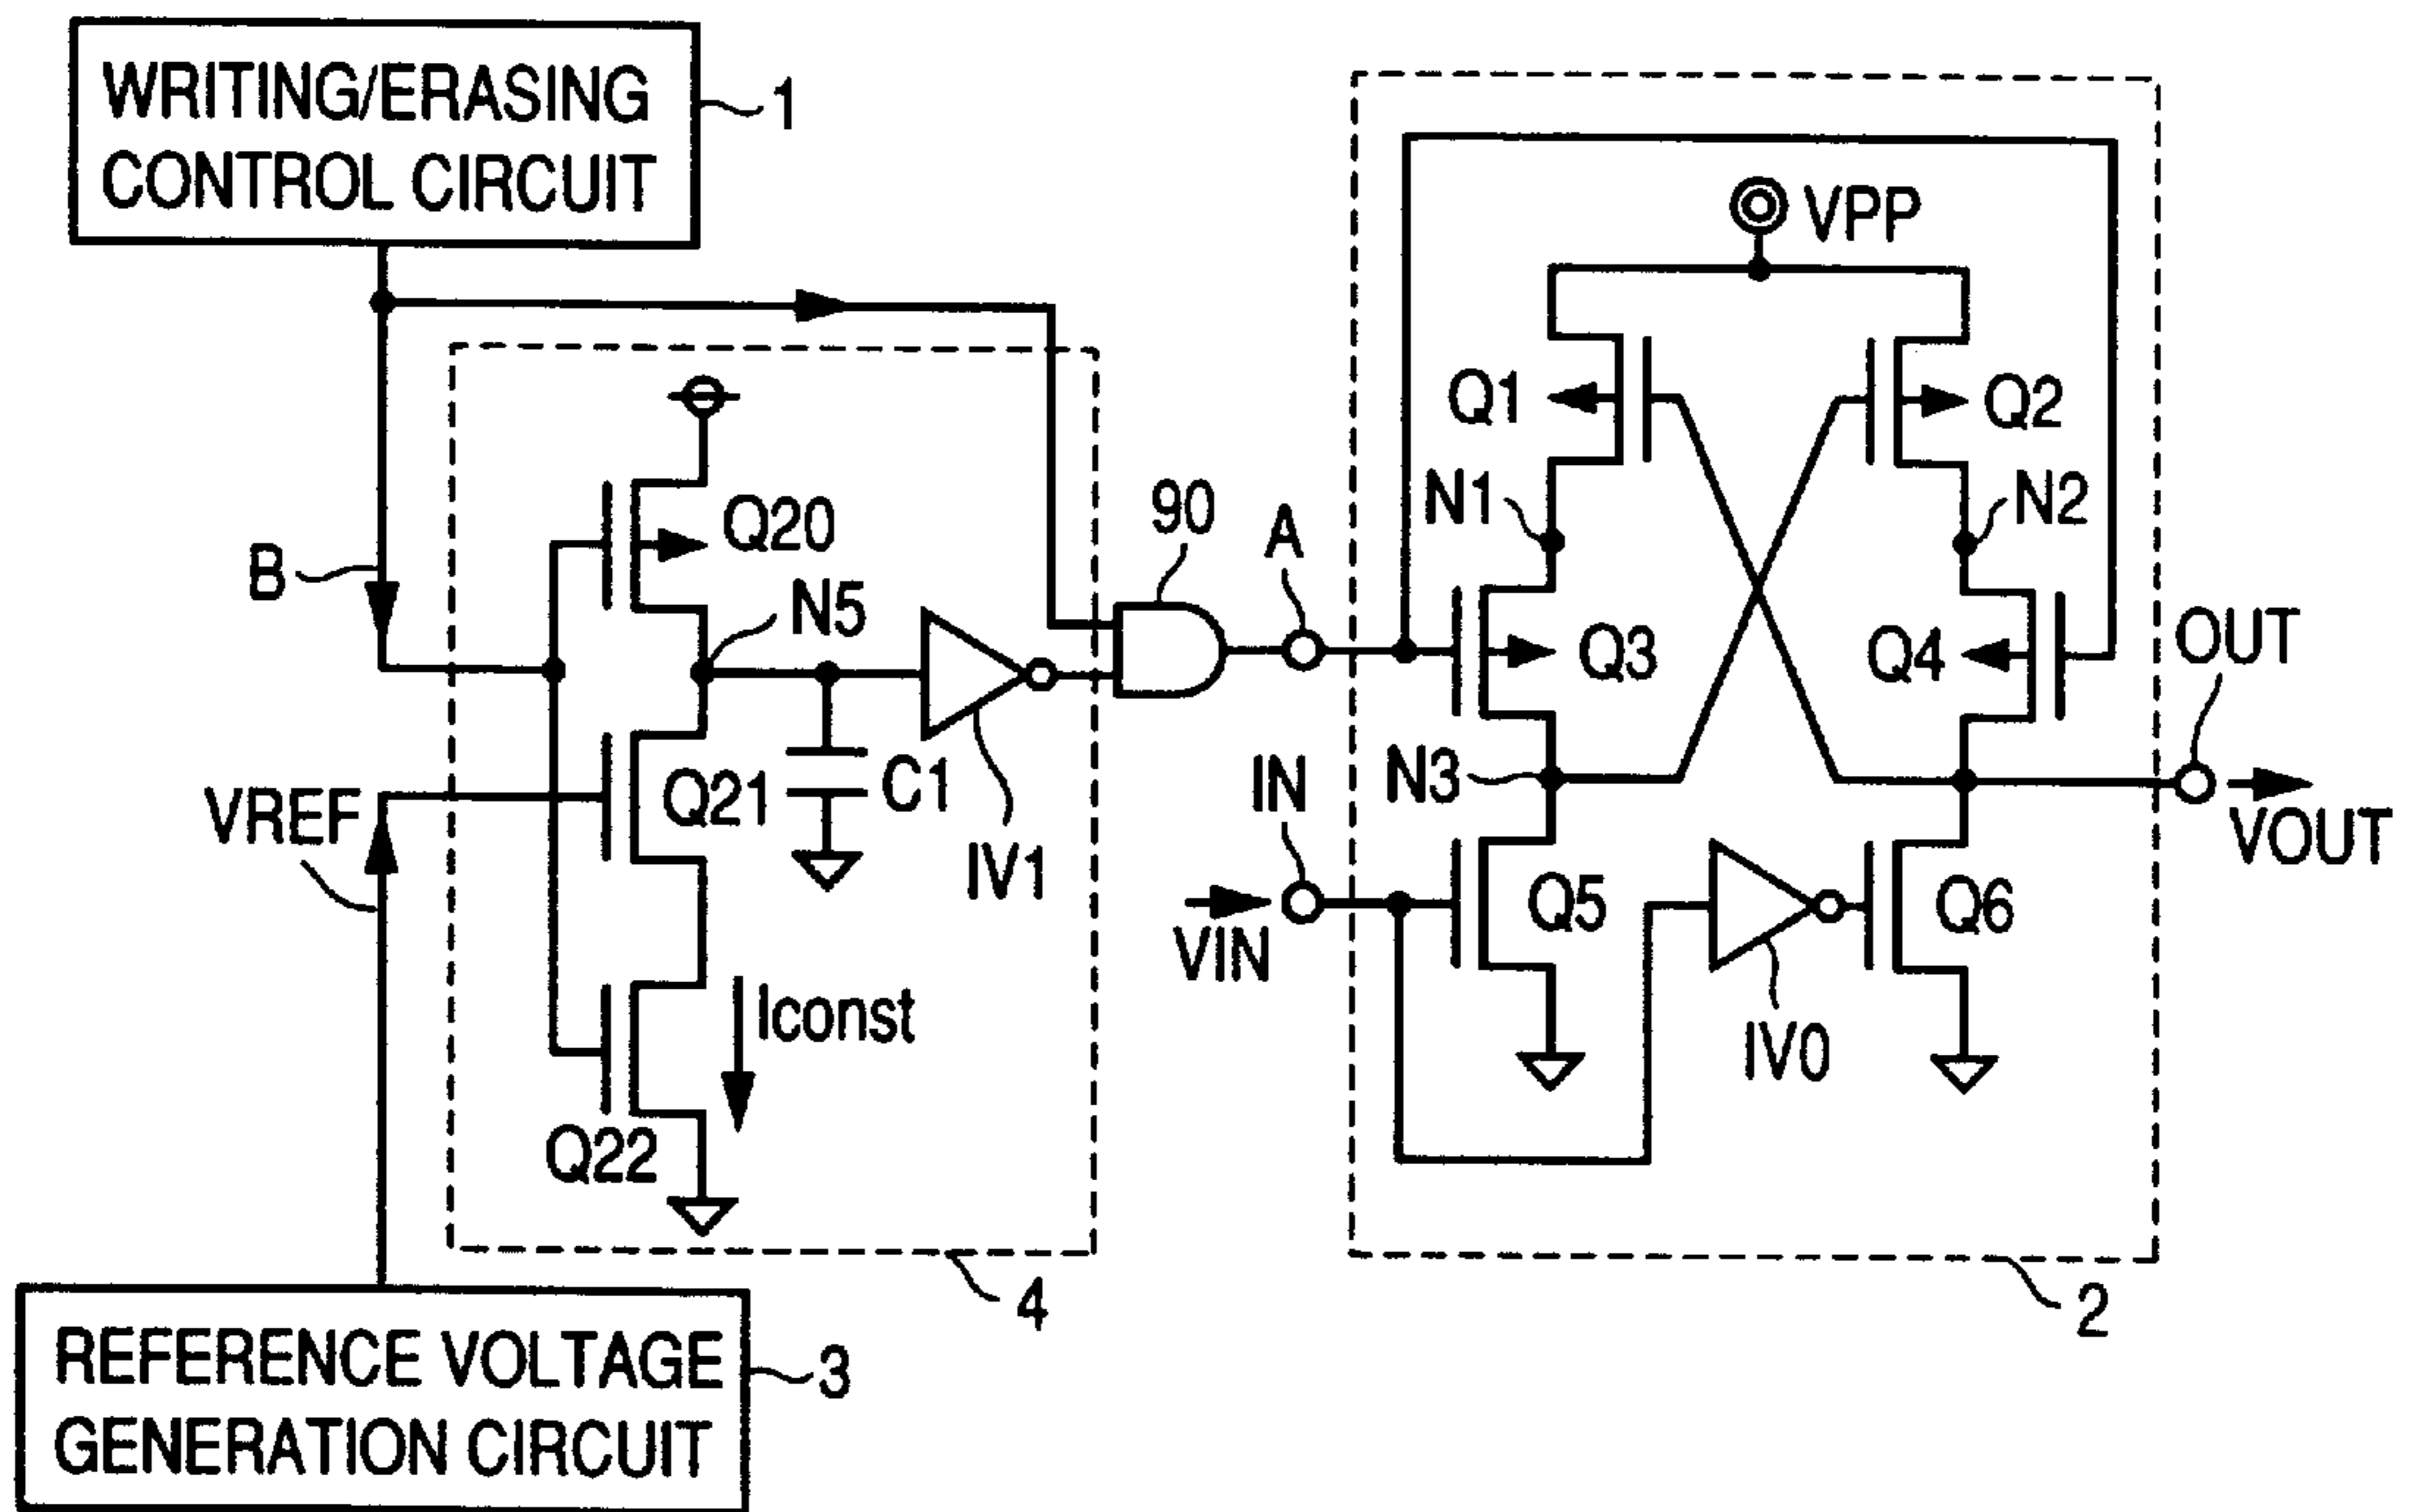 WRITING/ERASING
CONTROL CIRCUIT
1
VPP
Q1
Q2
N1
N2
Q20
90
A
B
N5
Q3
Q4
OUT
VREF
Q21
C1
N3
IN
IV1
VIN
Q5
Q6
VOUT
Iconst
IV0
Q22
4
2
REFERENCE VOLTAGE
GENERATION CIRCUIT
3